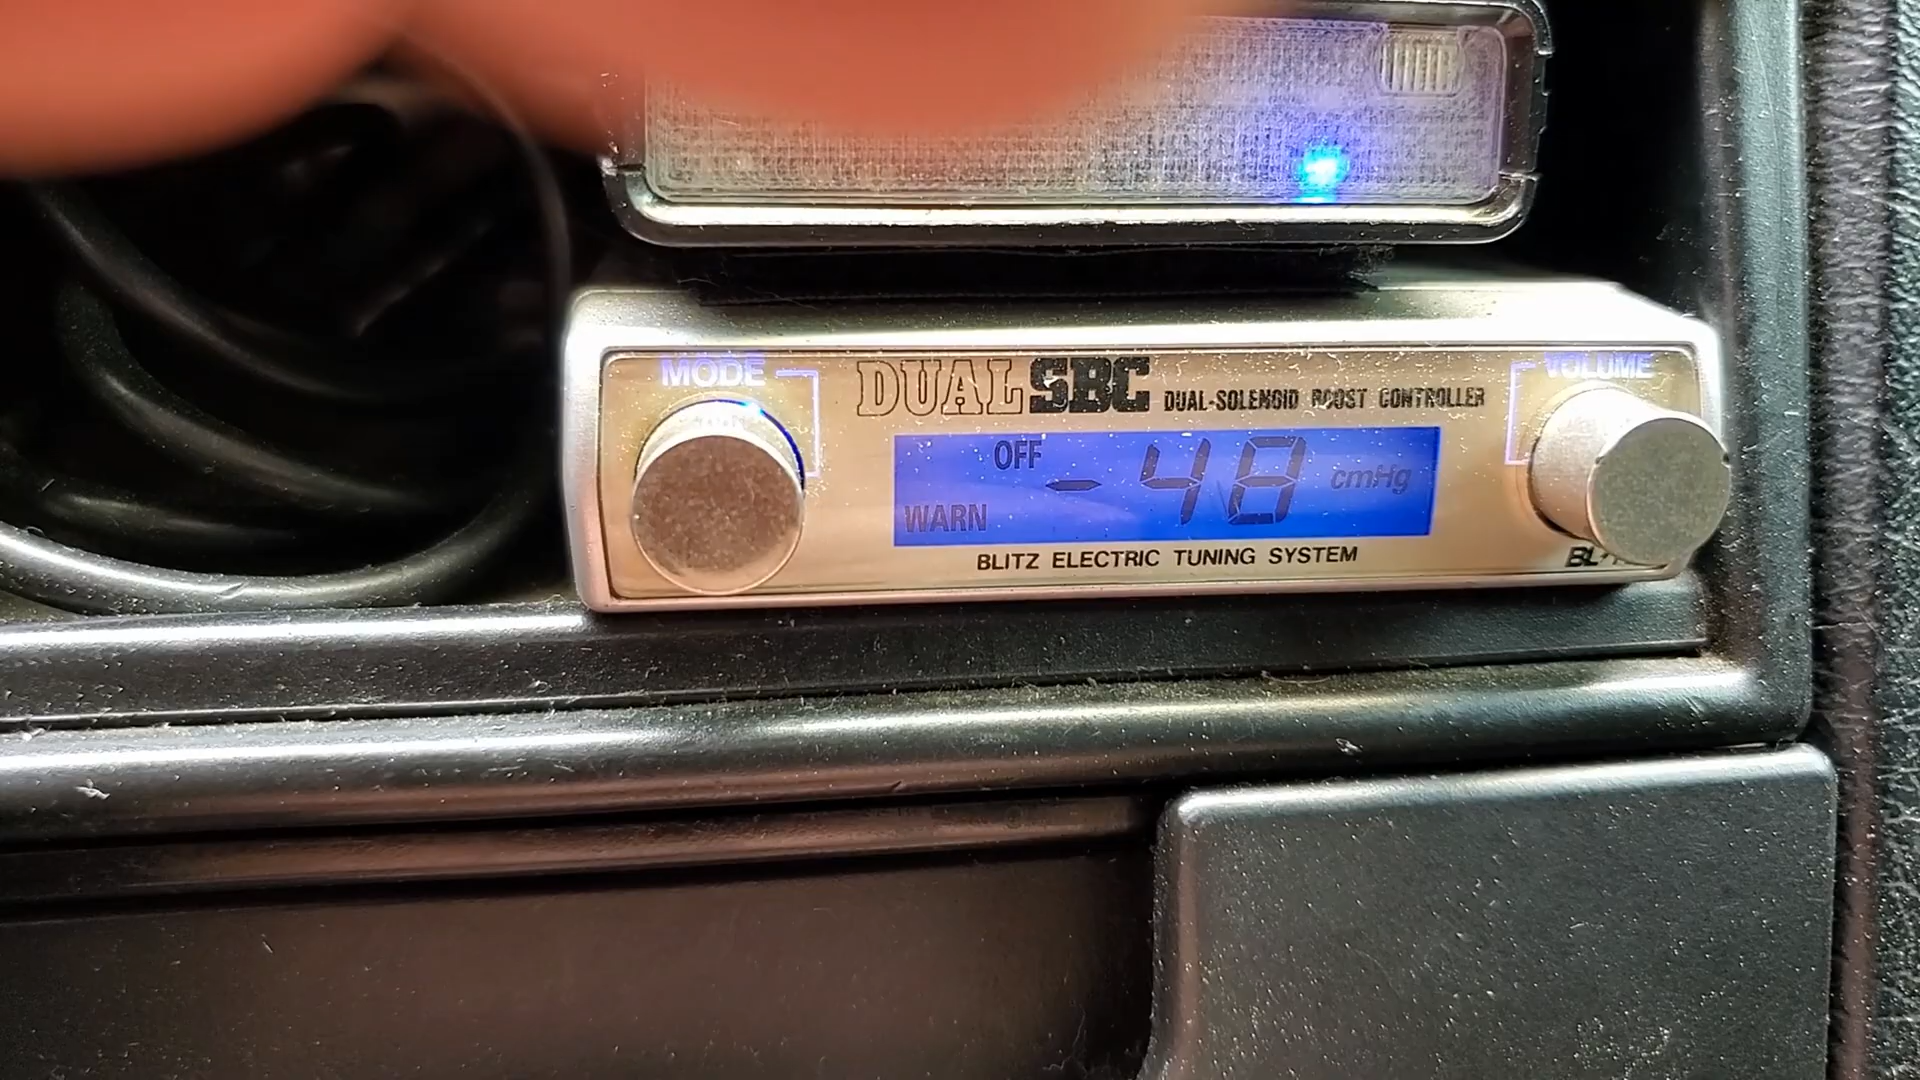 MODE
DUAL SBC DUAL-SOLENOID BOOST CONTROLLER
VOLUME
OFF
-48 cmHg
WARN
BLITZ ELECTRIC TUNING SYSTEM